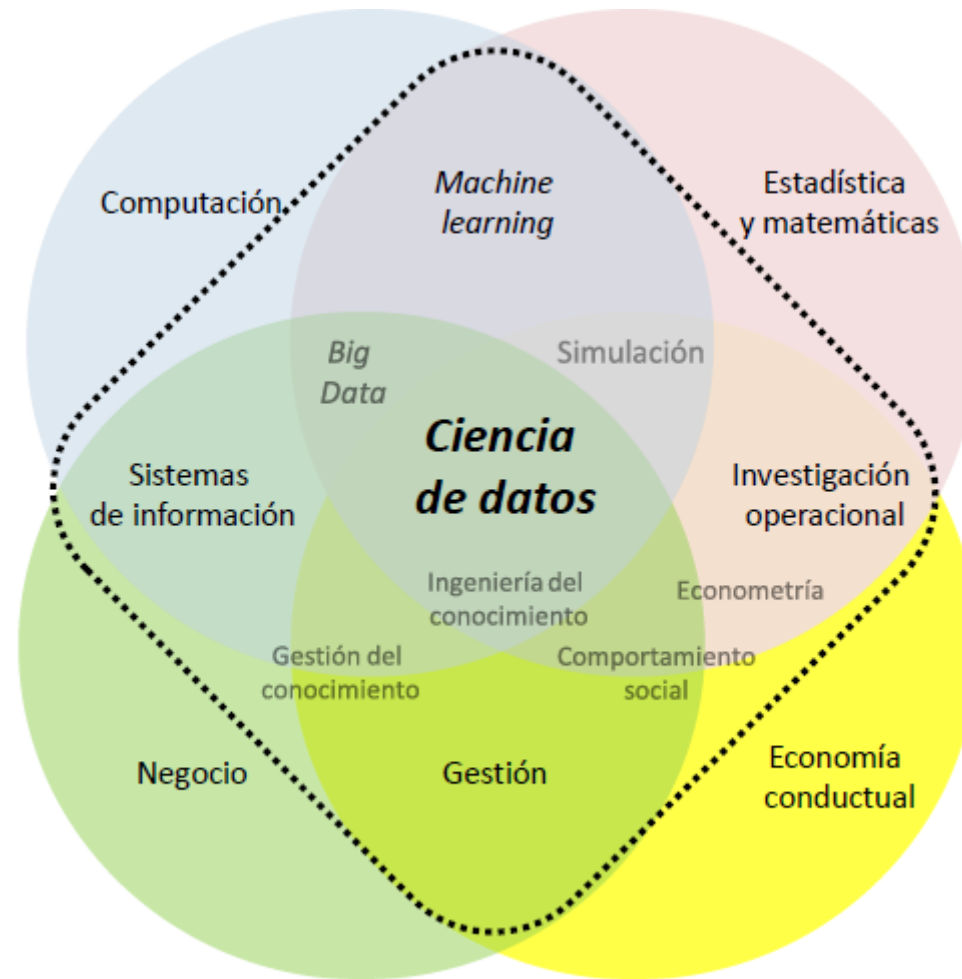 Computación
Machine
learning
Estadística
y matemáticas
Big
Data
Simulación
Ciencia
de datos
Sistemas
de información
Investigación
operacional
Ingeniería del
conocimiento
Econometría
Gestión del
conocimiento
Comportamiento
social
Negocio
Gestión
Economía
conductual